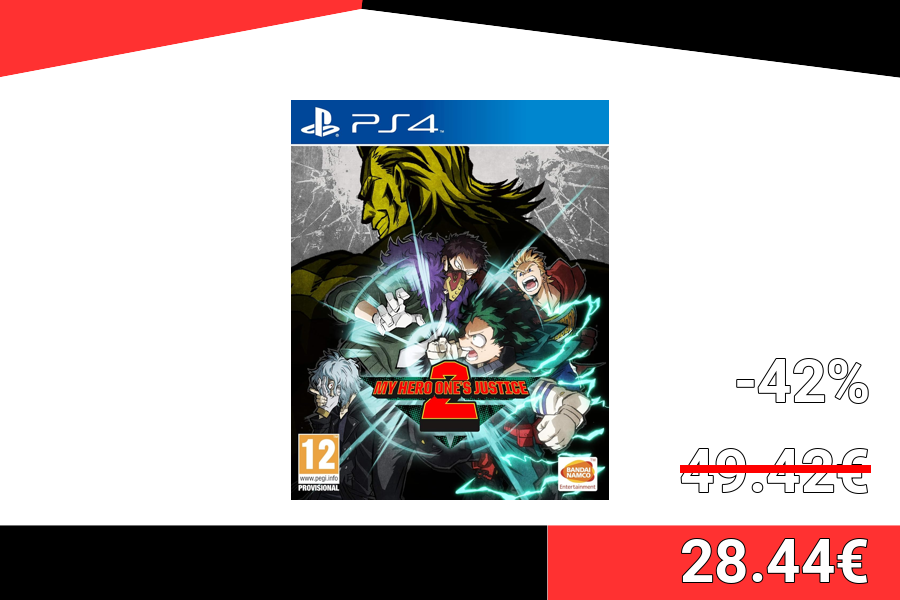 PS4
MY HERO ONE'S JUSTICE
2
12
www.pegi.info
PROVISIONAL
BANDAI
NAMCO
Entertainment
-42%
49.42€
28.44€